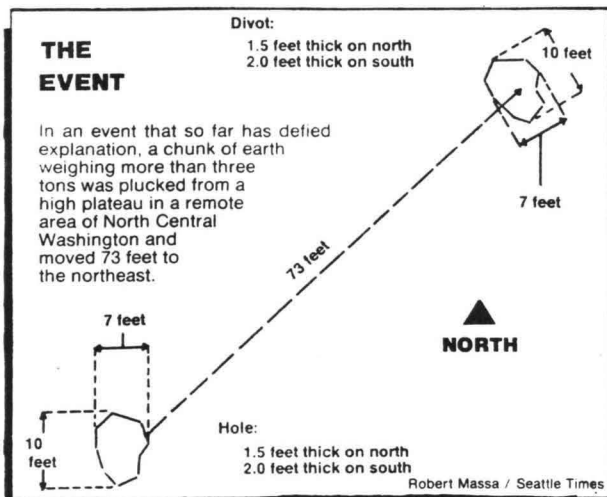 THE
EVENT
Divot:
1.5 feet thick on north
2.0 feet thick on south
10 feet
In an event that so far has defied
explanation, a chunk of earth
weighing more than three
tons was plucked from a
high plateau in a remote
area of North Central
Washington and
moved 73 feet to
the northeast.
7 feet
73 feet
NORTH
7 feet
10
feet
Hole:
1.5 feet thick on north
2.0 feet thick on south
Robert Massa / Seattle Times